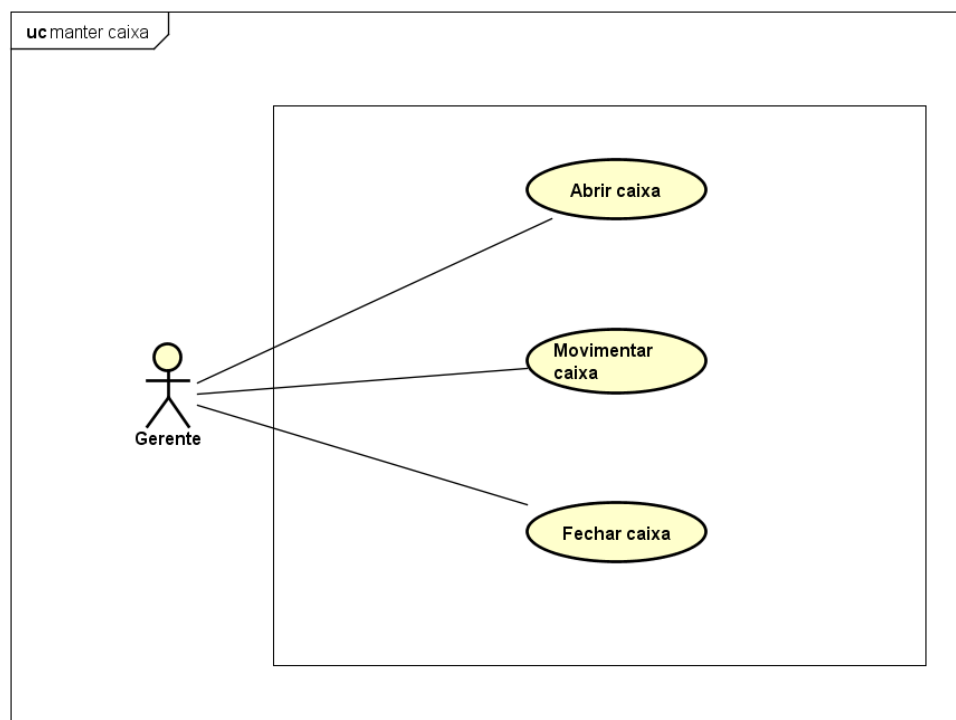 uc manter caixa
Abrir caixa
Movimentar
caixa
Gerente
Fechar caixa